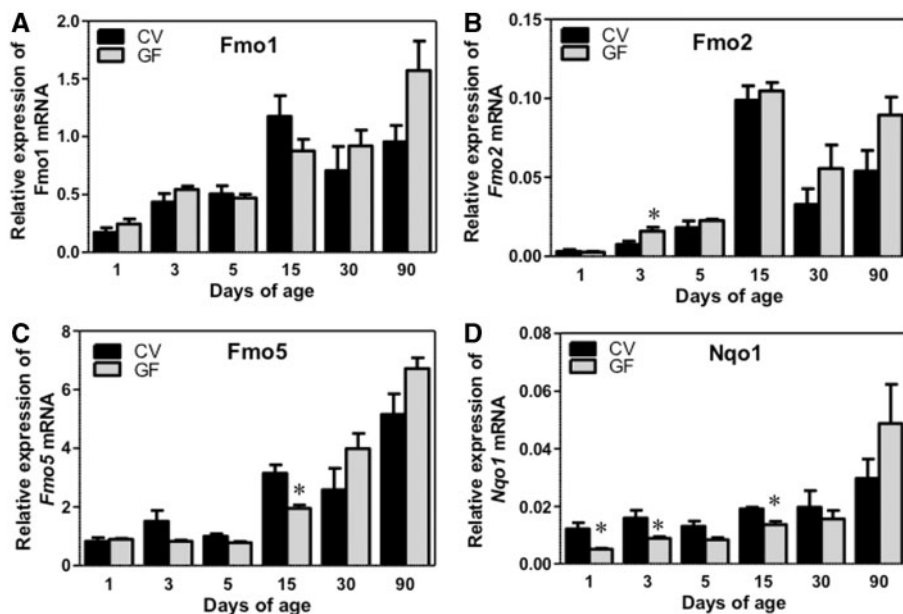 A
CV
GF
Fmo1
Relative expression of
Fmo1 mRNA
2.0
1.5
1.0
0.5
0.0
1 3 5 15 30 90
Days of age
B
CV
GF
Fmo2
Relative expression of
Fmo2 mRNA
0.15
0.10
0.05
0.00
*
1 3 5 15 30 90
Days of age
C
CV
GF
Fmo5
Relative expression of
Fmo5 mRNA
8
6
4
2
0
*
1 3 5 15 30 90
Days of age
D
CV
GF
Nqo1
Relative expression of
Nqo1 mRNA
0.08
0.06
0.04
0.02
0.00
* * *
1 3 5 15 30 90
Days of age